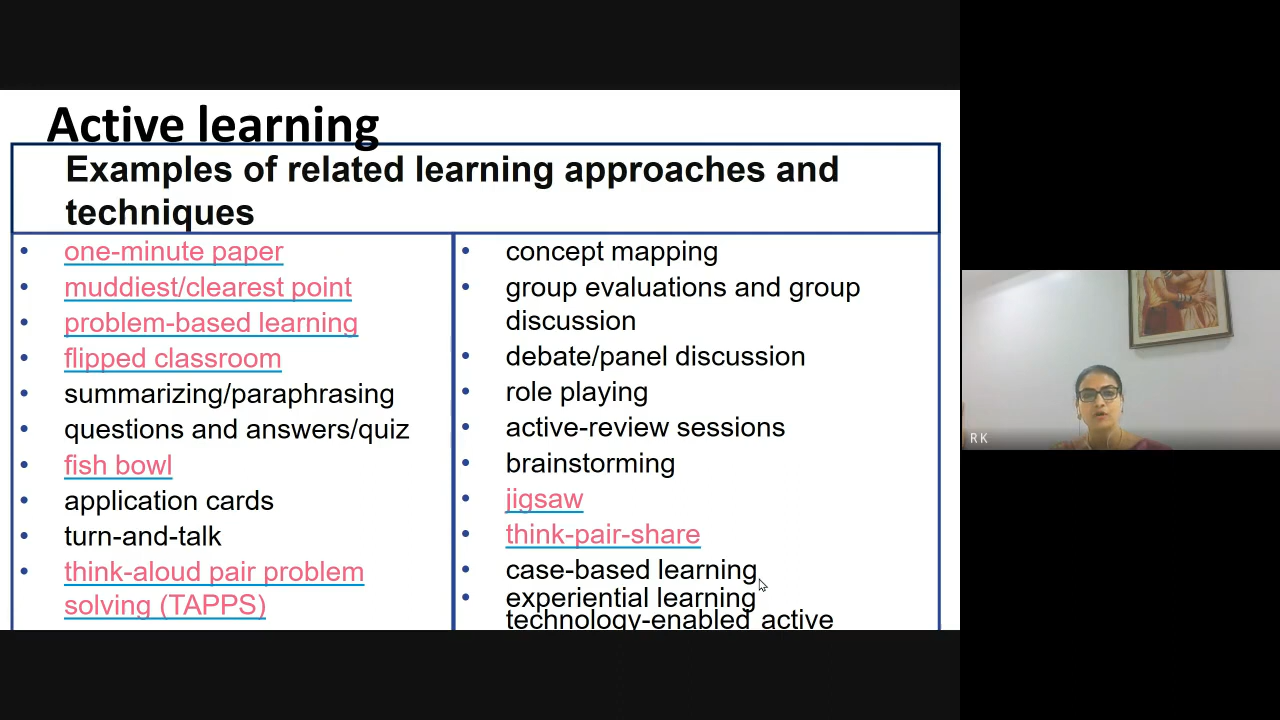 Active learning
Examples of related learning approaches and
techniques
• one-minute paper
• muddiest/clearest point
• problem-based learning
• flipped classroom
• summarizing/paraphrasing
• questions and answers/quiz
• fish bowl
• application cards
• turn-and-talk
• think-aloud pair problem
solving (TAPPS)
• concept mapping
• group evaluations and group
discussion
• debate/panel discussion
• role playing
• active-review sessions
• brainstorming
• jigsaw
• think-pair-share
• case-based learning
• experiential learning
technology-enabled active
RK